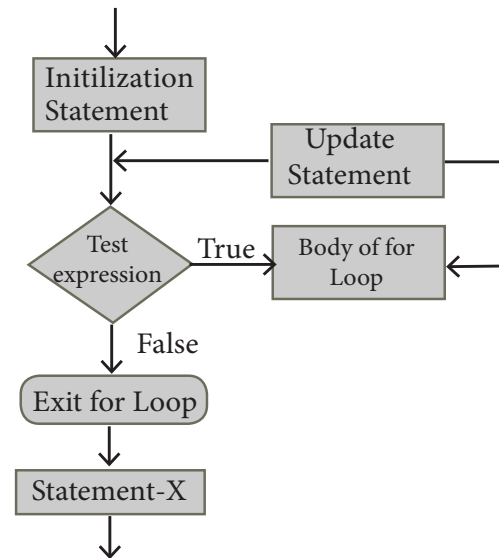 Initilization
Statement
Update
Statement
Test
expression
True
Body of for
Loop
False
Exit for Loop
Statement-X